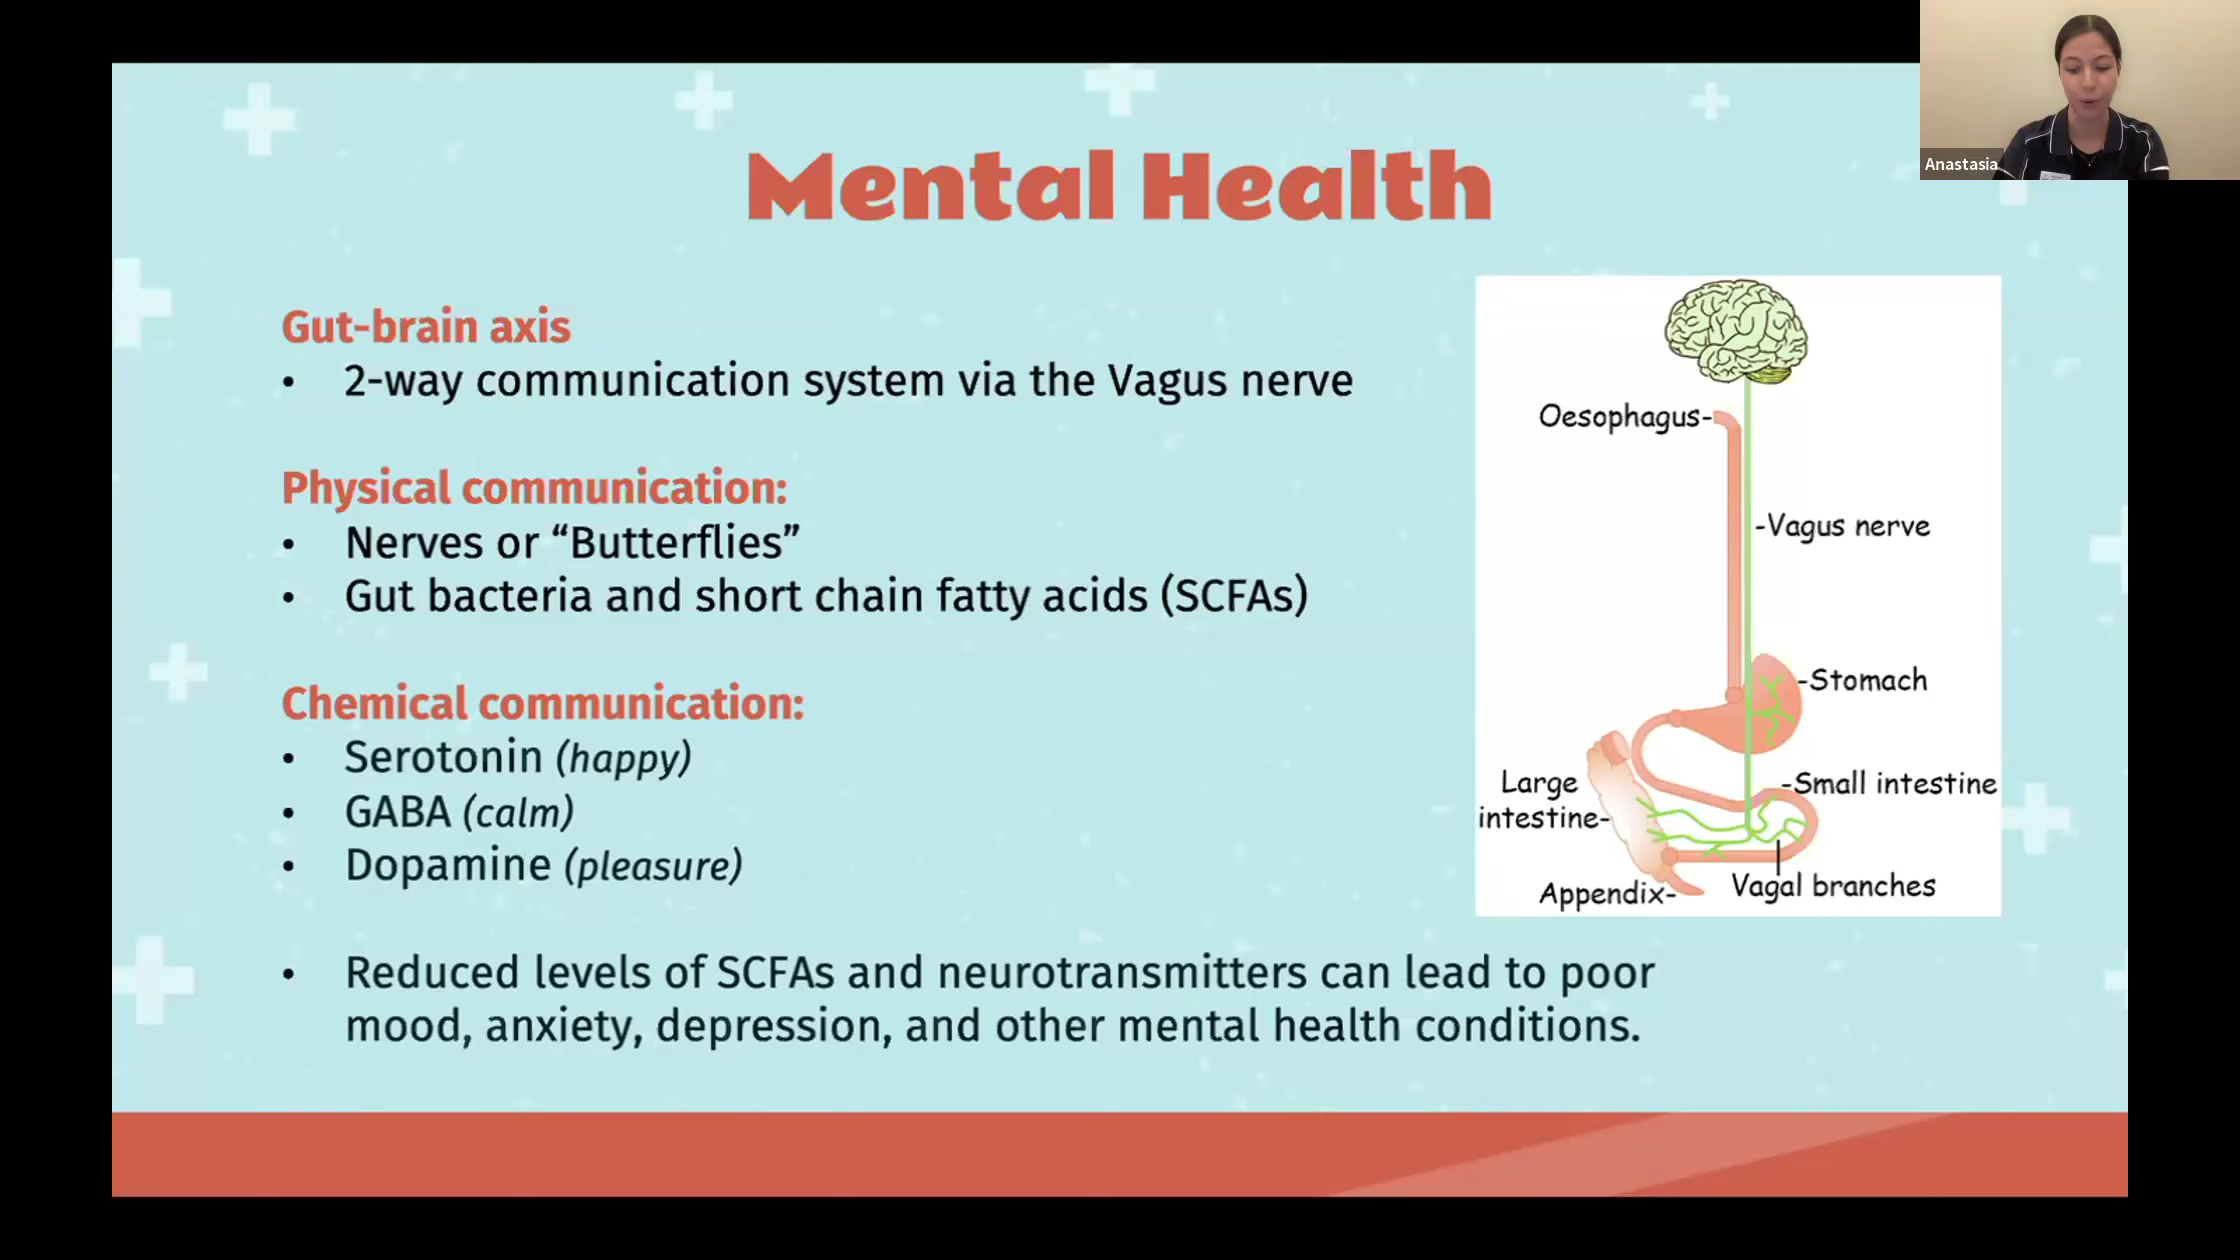 Mental Health
Anastasia
Gut-brain axis
• 2-way communication system via the Vagus nerve
Physical communication:
• Nerves or “Butterflies”
• Gut bacteria and short chain fatty acids (SCFAs)
Chemical communication:
• Serotonin (happy)
• GABA (calm)
• Dopamine (pleasure)
• Reduced levels of SCFAs and neurotransmitters can lead to poor
mood, anxiety, depression, and other mental health conditions.
Oesophagus-
-Vagus nerve
-Stomach
-Small intestine
Large
intestine-
Appendix-
Vagal branches